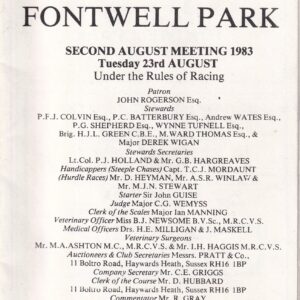 FONTWELL PARK
SECOND AUGUST MEETING 1983
Tuesday 23rd AUGUST
Under the Rules of Racing
Patron
JOHN ROGERSON Esq.
Stewards
P.F.J. COLVIN Esq., P.C. BATTERBURY Esq., Andrew WATES Esq.,
P.G. SHEPHERD Esq., WYNNE TUFNELL Esq.,
Brig. H.J.L. GREEN C.B.E., M.WARD THOMAS Esq., &
Major DEREK WIGAN
Stewards Secretaries
Lt.Col. P.J. HOLLAND & Mr. G.B. HARGREAVES
Handicappers (Steeple Chases) Capt. T.C.J. MORDAUNT
(Hurdle Races) Mr. D. HEYMAN, Mr. A.S.R. WINLAW &
Mr. M.J.N. STEWART
Starter Sir John GUISE
Judge Major C.G. WEMYSS
Clerk of the Scales Major Ian MANNING
Veterinary Officer Miss B.J. NEWSOME B.V.Sc., M.R.C.V.S.
Medical Officers Drs. H.E. MILLIGAN & J. MASKELL
Veterinary Surgeons
Mr. M.A.ASHTON M.C., M.R.C.V.S. & Mr. I.H. HAGGIS M.R.C.V.S.
Auctioneers & Club Secretaries Messrs. PRATT & Co.,
11 Boltro Road, Haywards Heath, Sussex RH16 1BP
Company Secretary Mr. C.E. GRIGGS
Clerk of the Course Mr. D. HUBBARD
11 Boltro Road, Haywards Heath, Sussex RH16 1BP
Commentator Mr. R. GRAY